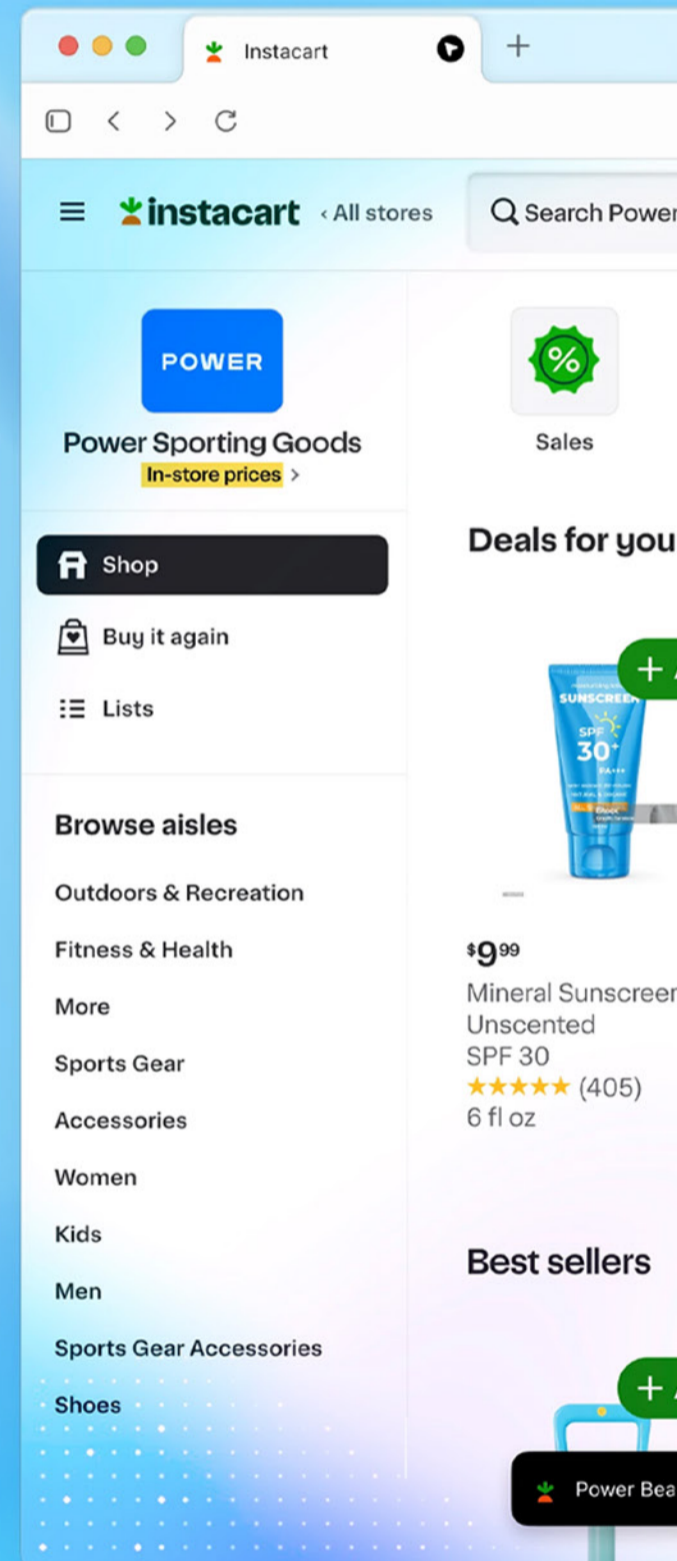 Instacart
instacart
All stores
Search Power
POWER
Power Sporting Goods
In-store prices
Shop
Buy it again
Lists
Browse aisles
Outdoors & Recreation
Fitness & Health
More
Sports Gear
Accessories
Women
Kids
Men
Sports Gear Accessories
Shoes
%
Sales
Deals for you
SUNSCREEN
SPF
30+
PA+++
$9.99
Mineral Sunscreen
Unscented
SPF 30
(405)
6 fl oz
Best sellers
Power Bea